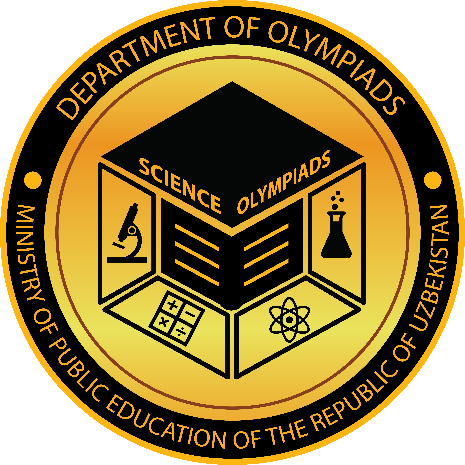 DEPARTMENT OF OLYMPIADS
SCIENCE OLYMPIADS
MINISTRY OF PUBLIC EDUCATION OF THE REPUBLIC OF UZBEKISTAN